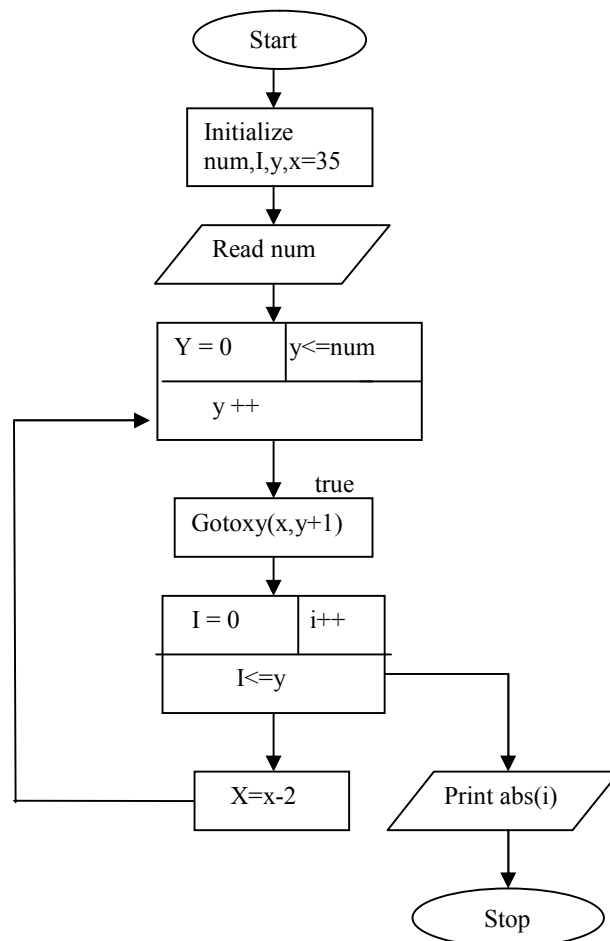 Start
Initialize
num,I,y,x=35
Read num
Y = 0
y<=num
y ++
true
Gotoxy(x,y+1)
I = 0
i++
I<=y
X=x-2
Print abs(i)
Stop